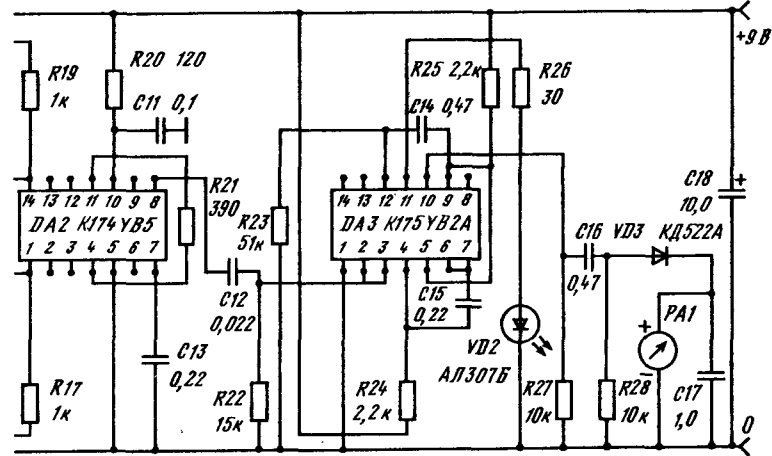 R19
1к
R20 120
C11 0,1
R25 2,2к
R26
30
+9 В
C14 0,47
14 13 12 11 10 9 8
DA2 К174УВ5
1 2 3 4 5 6 7
R21
390
R23
51к
14 13 12 11 10 9 8
DA3 К175УВ2А
1 2 3 4 5 6 7
C18
10,0
+
C16
0,47
VD3 КД522А
C12
0,022
C15
0,22
C13
0,22
VD2
АЛ307Б
+
PA1
−
R17
1к
R22
15к
R24
2,2к
R27
10к
R28
10к
C17
1,0
0